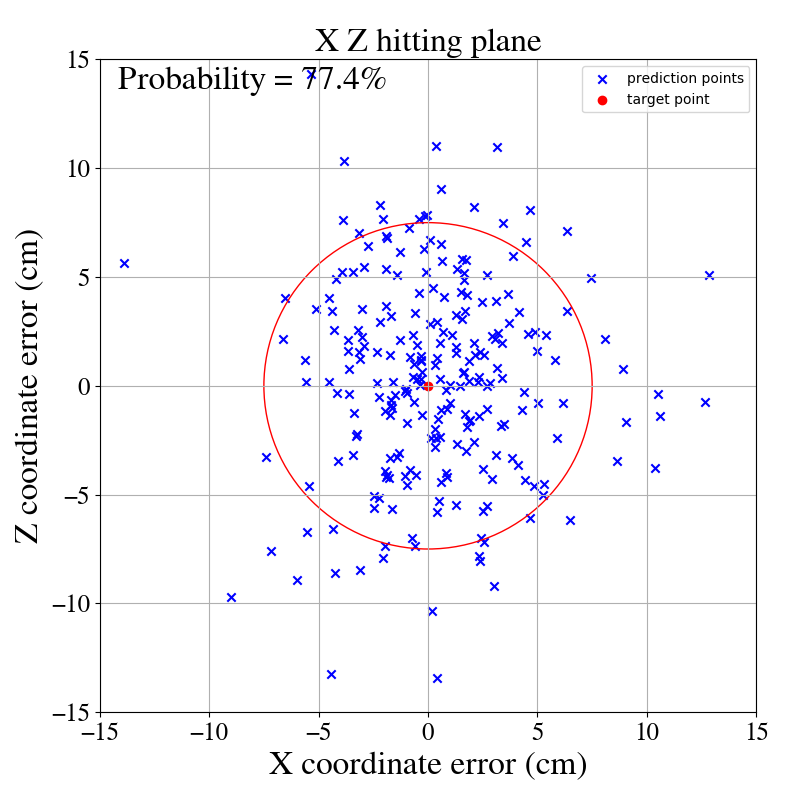 X Z hitting plane
Probability = 77.4%
prediction points
target point
Z coordinate error (cm)
15
10
5
0
−5
−10
−15
−15 −10 −5 0 5 10 15
X coordinate error (cm)